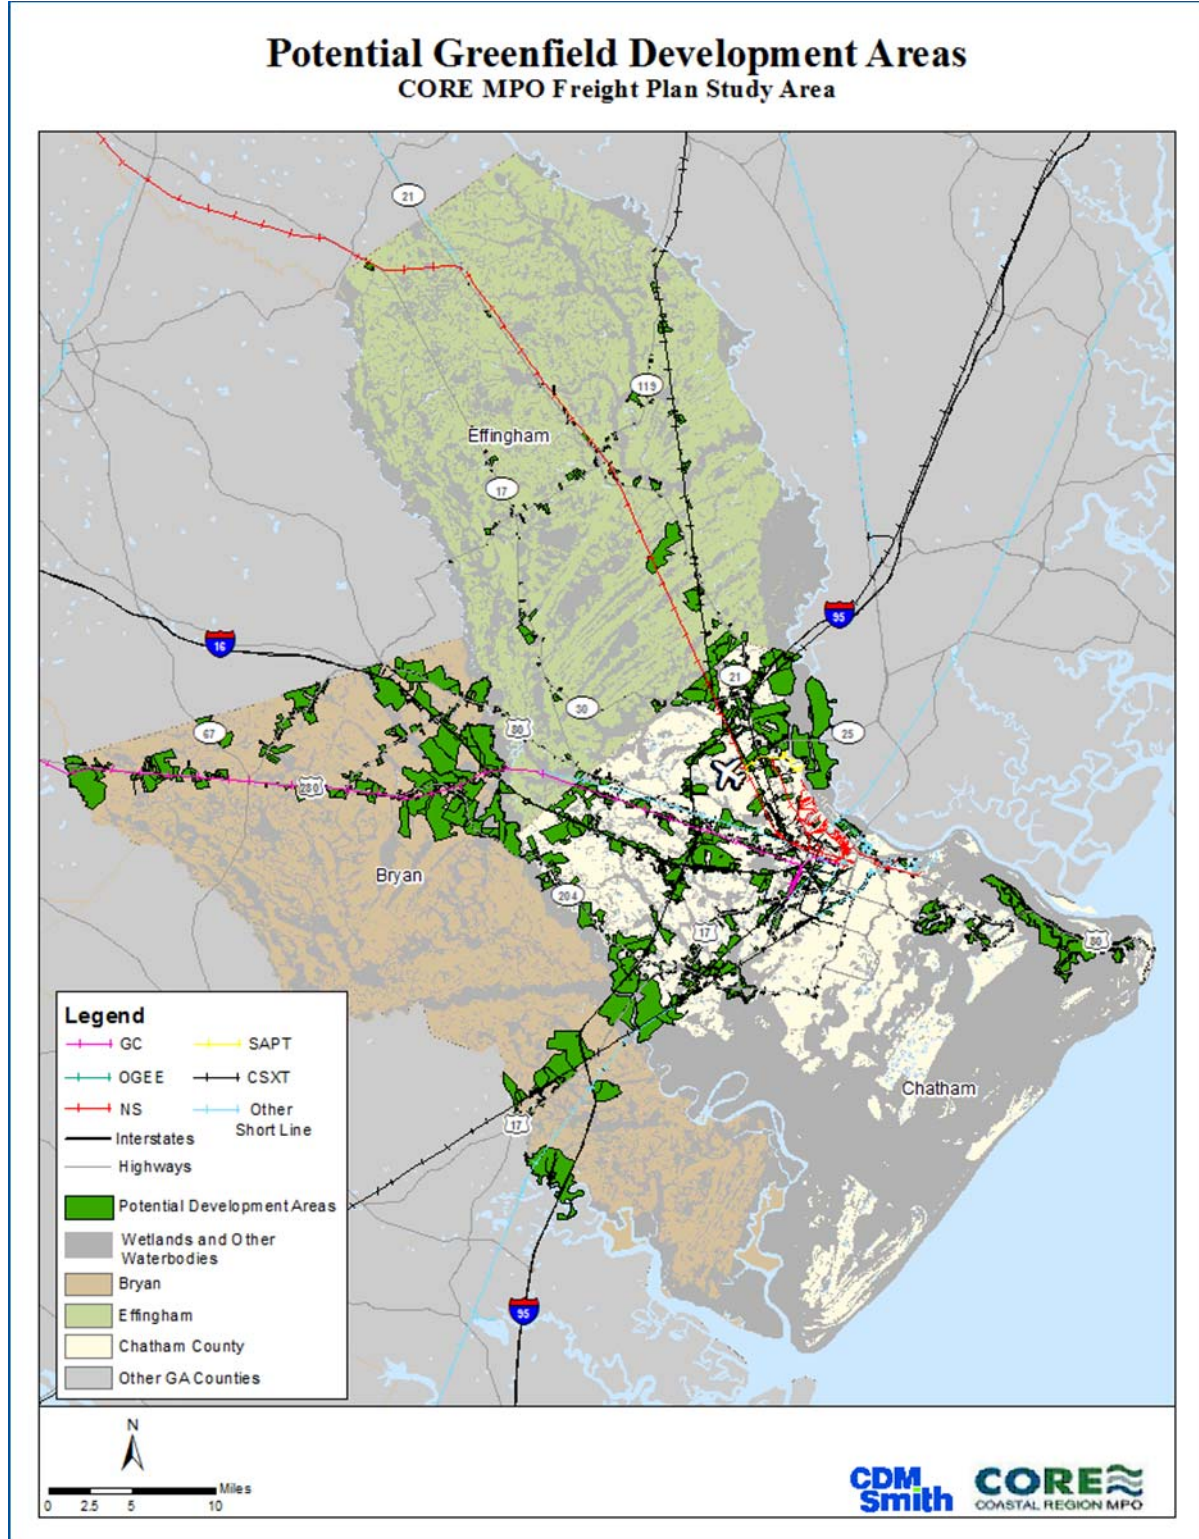 Potential Greenfield Development Areas
CORE MPO Freight Plan Study Area
21
119
Effingham
17
95
16
21
30
80
67
25
280
Bryan
204
17
80
Chatham
17
95
Legend
GC
SAPT
OGEE
CSXT
NS
Other
Short Line
Interstates
Highways
Potential Development Areas
Wetlands and Other
Waterbodies
Bryan
Effingham
Chatham County
Other GA Counties
N
Miles
0 2.5 5 10
CDM
Smith
CORE
COASTAL REGION MPO